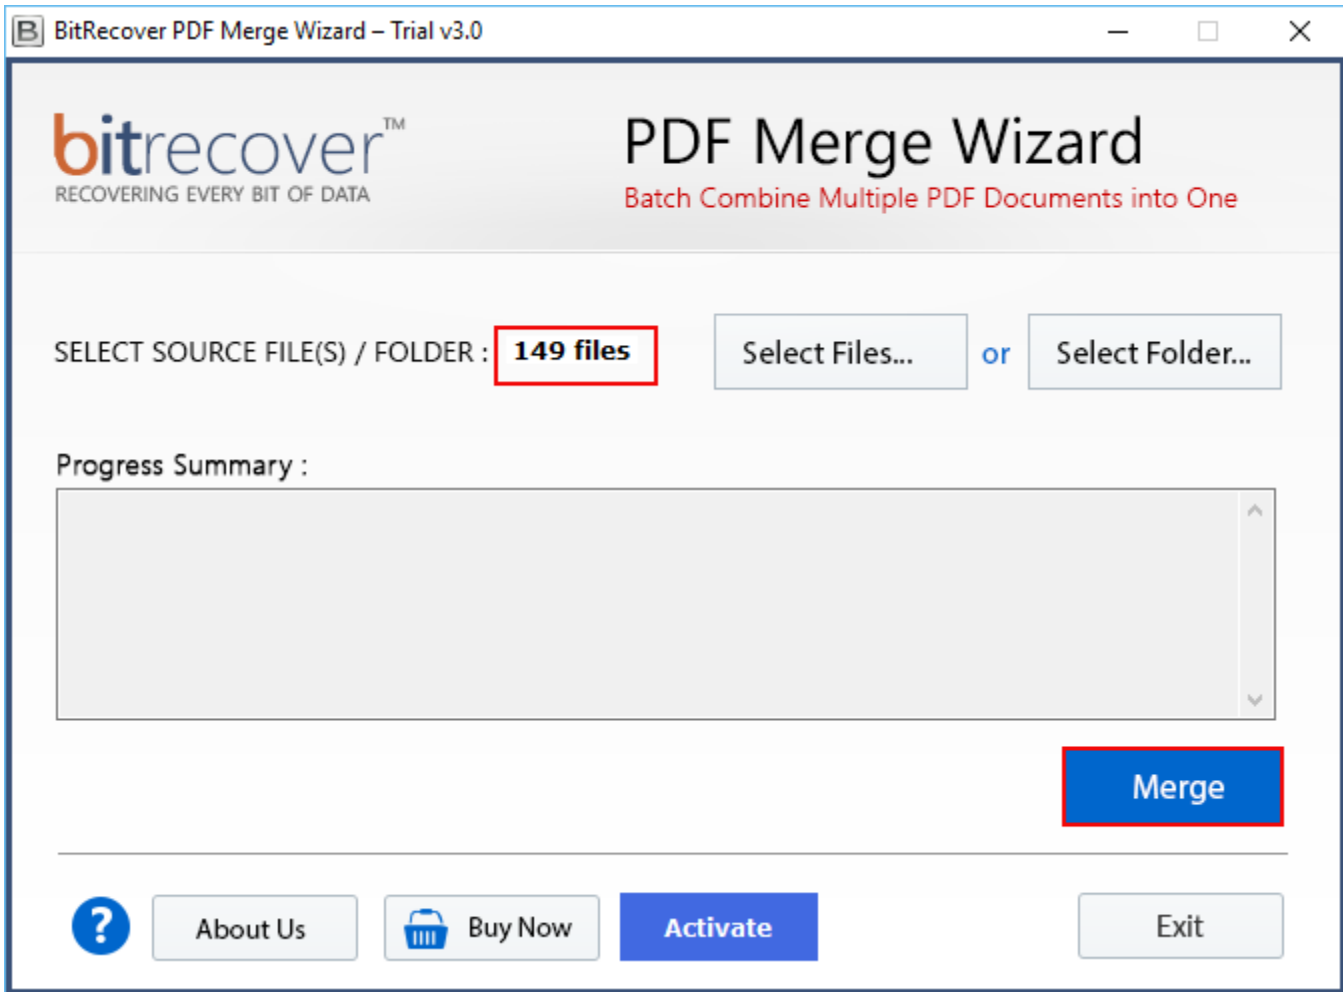 BitRecover PDF Merge Wizard – Trial v3.0
bitrecover™
RECOVERING EVERY BIT OF DATA
PDF Merge Wizard
Batch Combine Multiple PDF Documents into One
SELECT SOURCE FILE(S) / FOLDER : 149 files Select Files... or Select Folder...
Progress Summary :
Merge
? About Us Buy Now Activate Exit